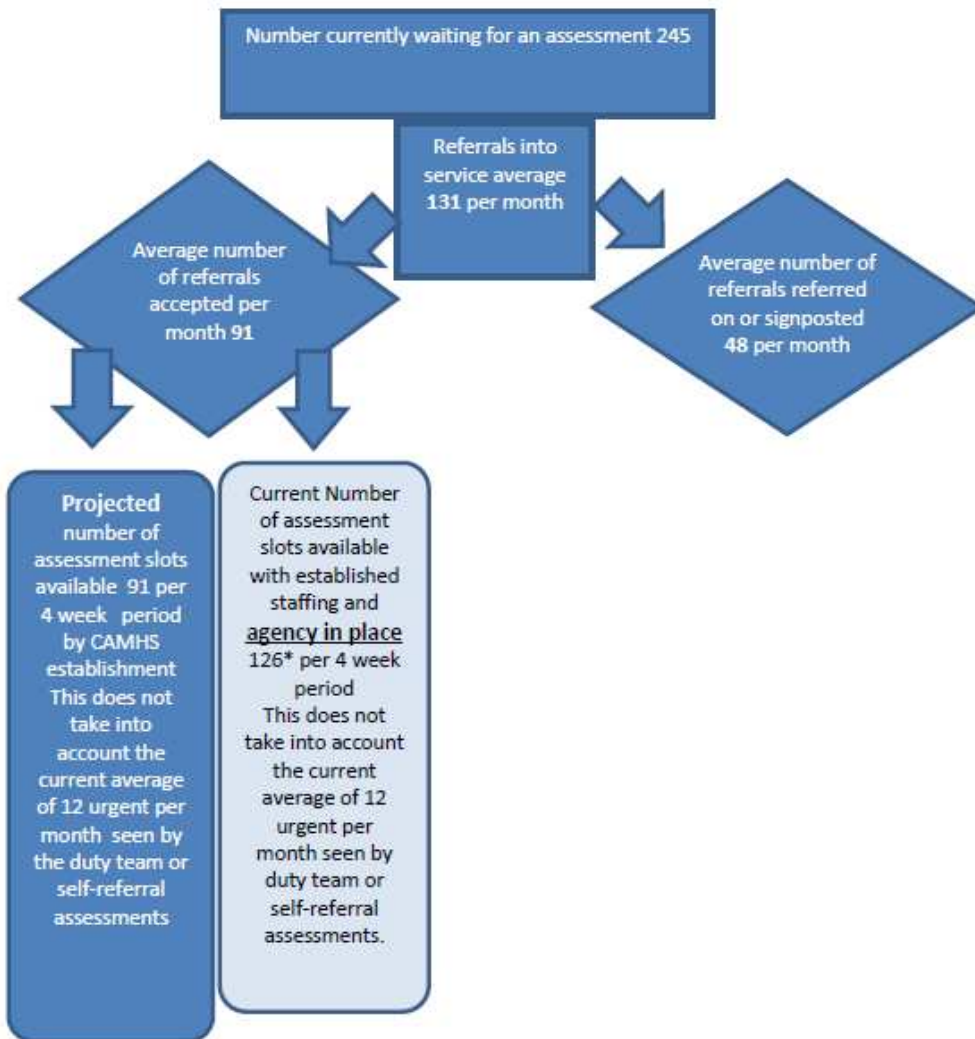 Number currently waiting for an assessment 245
Referrals into
service average
131 per month
Average number
of referrals
accepted per
month 91
Average number of
referrals referred
on or signposted
48 per month
Projected
number of
assessment slots
available 91 per
4 week period
by CAMHS
establishment
This does not
take into
account the
current average
of 12 urgent per
month seen by
the duty team or
self-referral
assessments
Current Number
of assessment
slots available
with established
staffing and
agency in place
126* per 4 week
period
This does not
take into account
the current
average of 12
urgent per
month seen by
duty team or
self-referral
assessments.